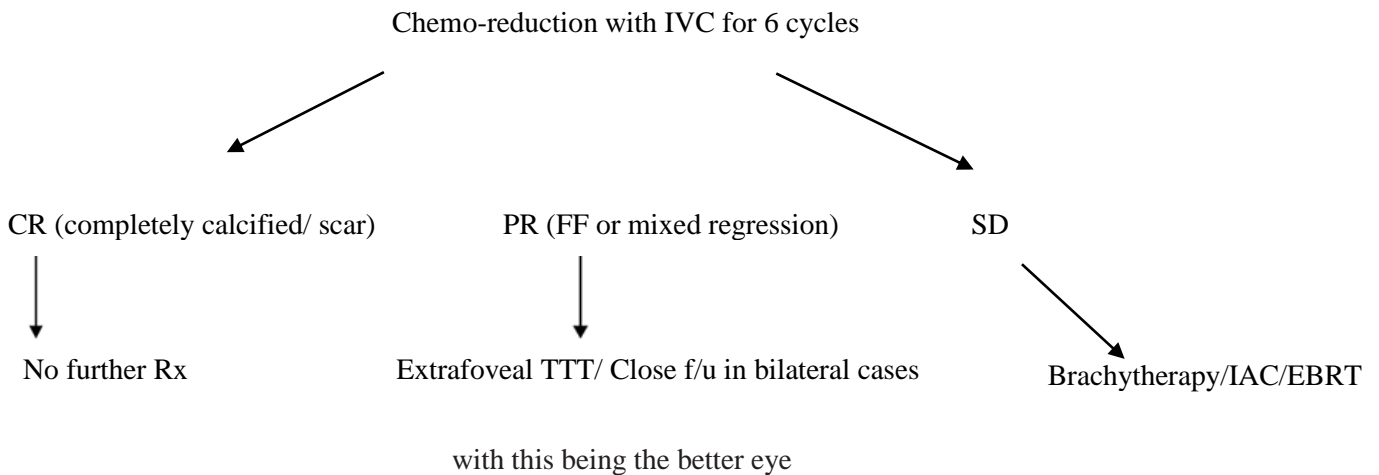 Chemo-reduction with IVC for 6 cycles
CR (completely calcified/ scar) PR (FF or mixed regression) SD
No further Rx Extrafoveal TTT/ Close f/u in bilateral cases Brachytherapy/IAC/EBRT
with this being the better eye